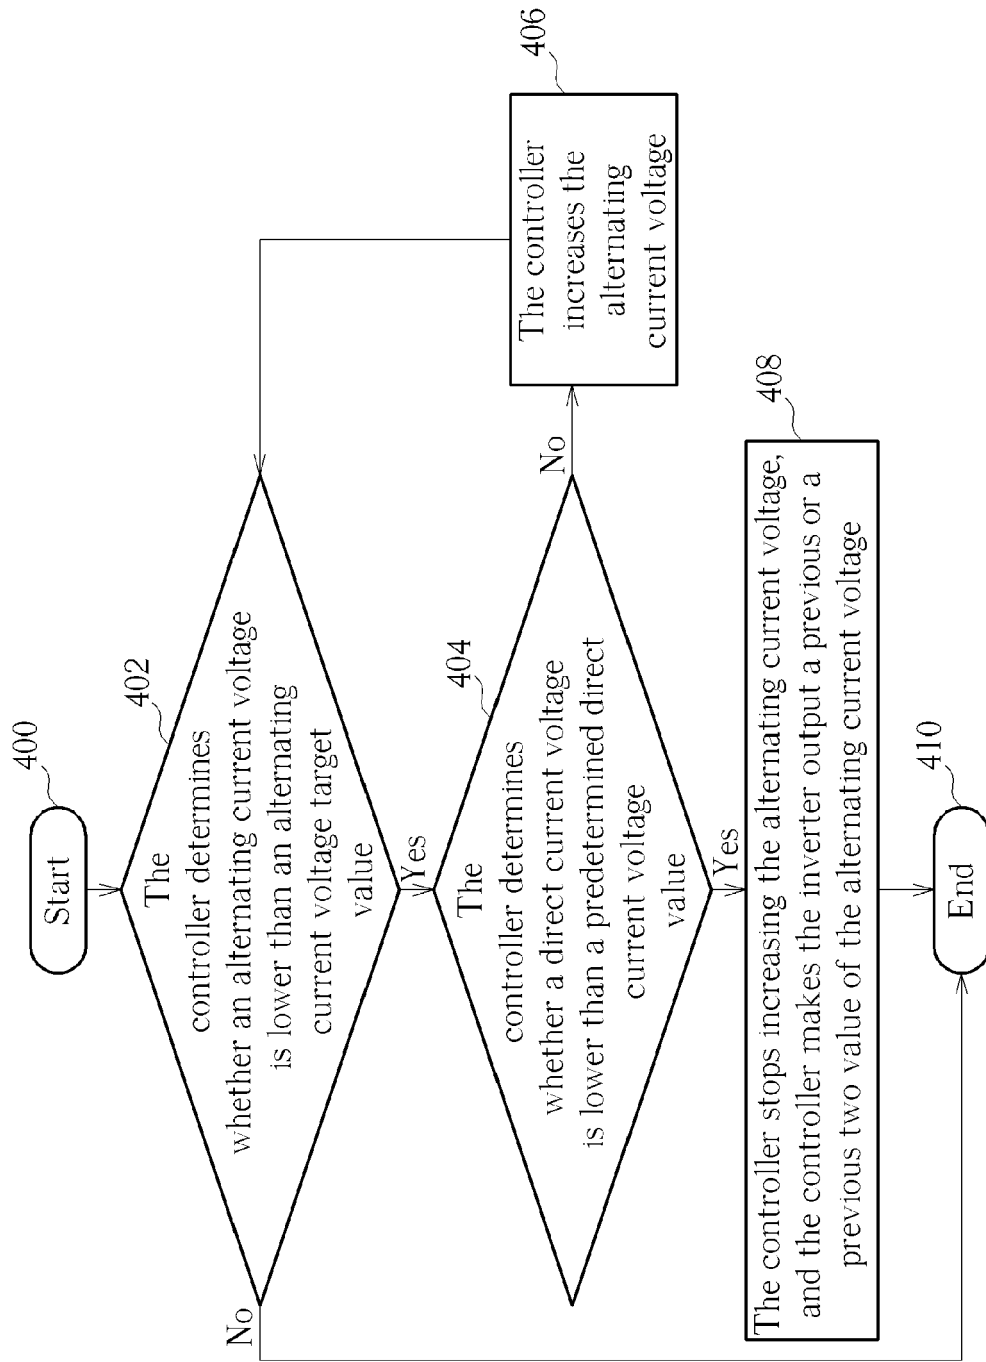 Start
400
The
controller determines
whether an alternating current voltage
is lower than an alternating
current voltage target
value
402
No
Yes
The
controller determines
whether a direct current voltage
is lower than a predetermined direct
current voltage
value
404
No
The controller
increases the
alternating
current voltage
406
Yes
The controller stops increasing the alternating current voltage,
and the controller makes the inverter output a previous or a
previous two value of the alternating current voltage
408
End
410